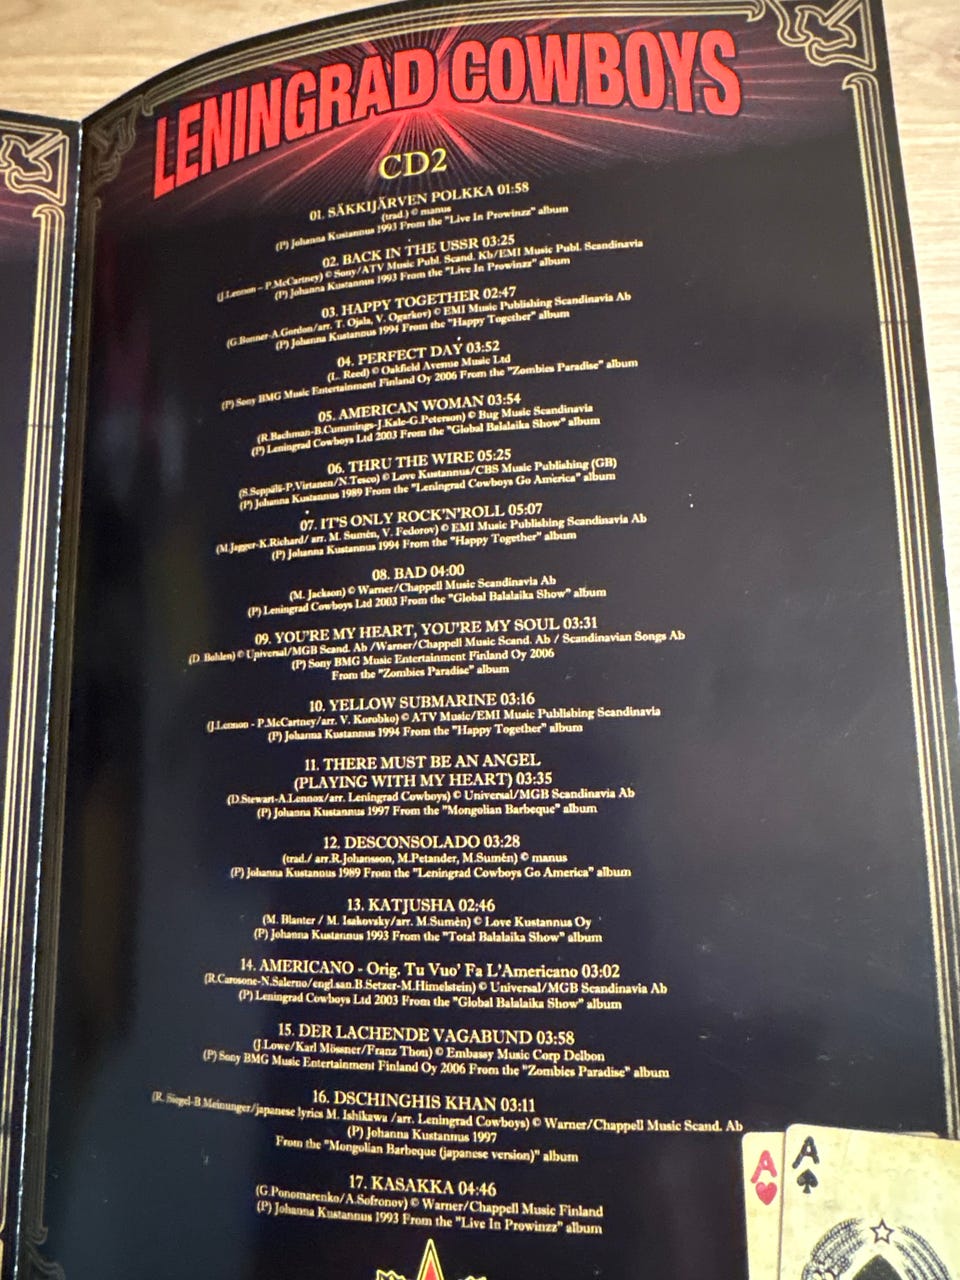 LENINGRAD COWBOYS
CD2
01. SÄKKIJÄRVEN POLKKA 01:58
(trad.) © manus
(P) Johanna Kustannus 1993 From the "Live In Prowinzz" album
02. BACK IN THE USSR 03:25
(J.Lennon - P.McCartney) © Sony/ATV Music Publ. Scand. Kb/EMI Music Publ. Scandinavia
(P) Johanna Kustannus 1993 From the "Live In Prowinzz" album
03. HAPPY TOGETHER 02:47
(G.Bonner-A.Gordon/arr. T. Ojala, V. Ogarkov) © EMI Music Publishing Scandinavia Ab
(P) Johanna Kustannus 1994 From the "Happy Together" album
04. PERFECT DAY 03:52
(L. Reed) © Oakfield Avenue Music Ltd
(P) Sony BMG Music Entertainment Finland Oy 2006 From the "Zombies Paradise" album
05. AMERICAN WOMAN 03:54
(R.Bachman-B.Cummings-J.Kale-G.Peterson) © Bug Music Scandinavia
(P) Leningrad Cowboys Ltd 2003 From the "Global Balalaika Show" album
06. THRU THE WIRE 05:25
(S.Seppälä-P.Virtanen/N.Tesco) © Love Kustannus/CBS Music Publishing (GB)
(P) Johanna Kustannus 1989 From the "Leningrad Cowboys Go America" album
07. IT'S ONLY ROCK'N'ROLL 05:07
(M.Jagger-K.Richard/ arr. M. Sumén, V. Fedorov) © EMI Music Publishing Scandinavia Ab
(P) Johanna Kustannus 1994 From the "Happy Together" album
08. BAD 04:00
(M. Jackson) © Warner/Chappell Music Scandinavia Ab
(P) Leningrad Cowboys Ltd 2003 From the "Global Balalaika Show" album
09. YOU'RE MY HEART, YOU'RE MY SOUL 03:31
(D. Bohlen) © Universal/MGB Scand. Ab /Warner/Chappell Music Scand. Ab / Scandinavian Songs Ab
(P) Sony BMG Music Entertainment Finland Oy 2006
From the "Zombies Paradise" album
10. YELLOW SUBMARINE 03:16
(J.Lennon - P.McCartney/arr. V. Korobko) © ATV Music/EMI Music Publishing Scandinavia
(P) Johanna Kustannus 1994 From the "Happy Together" album
11. THERE MUST BE AN ANGEL
(PLAYING WITH MY HEART) 03:35
(D.Stewart-A.Lennox/arr. Leningrad Cowboys) © Universal/MGB Scandinavia Ab
(P) Johanna Kustannus 1997 From the "Mongolian Barbeque" album
12. DESCONSOLADO 03:28
(trad./ arr.R.Johansson, M.Petander, M.Sumén) © manus
(P) Johanna Kustannus 1989 From the "Leningrad Cowboys Go America" album
13. KATJUSHA 02:46
(M. Blanter / M. Isakovsky/arr. M.Sumèn) © Love Kustannus Oy
(P) Johanna Kustannus 1993 From the "Total Balalaika Show" album
14. AMERICANO - Orig. Tu Vuo' Fa L'Americano 03:02
(R.Carosone-N.Salerno/engl.san.B.Setzer-M.Himelstein) © Universal/MGB Scandinavia Ab
(P) Leningrad Cowboys Ltd 2003 From the "Global Balalaika Show" album
15. DER LACHENDE VAGABUND 03:58
(J.Lowe/Karl Mössner/Franz Thou) © Embassy Music Corp Delbon
(P) Sony BMG Music Entertainment Finland Oy 2006 From the "Zombies Paradise" album
16. DSCHINGHIS KHAN 03:11
(R. Siegel-B.Meinunger/japanese lyrics M. Ishikawa /arr. Leningrad Cowboys) © Warner/Chappell Music Scand. Ab
(P) Johanna Kustannus 1997
From the "Mongolian Barbeque (japanese version)" album
17. KASAKKA 04:46
(G.Ponomarenko/A.Sofronov) © Warner/Chappell Music Finland
(P) Johanna Kustannus 1993 From the "Live In Prowinzz" album
A A